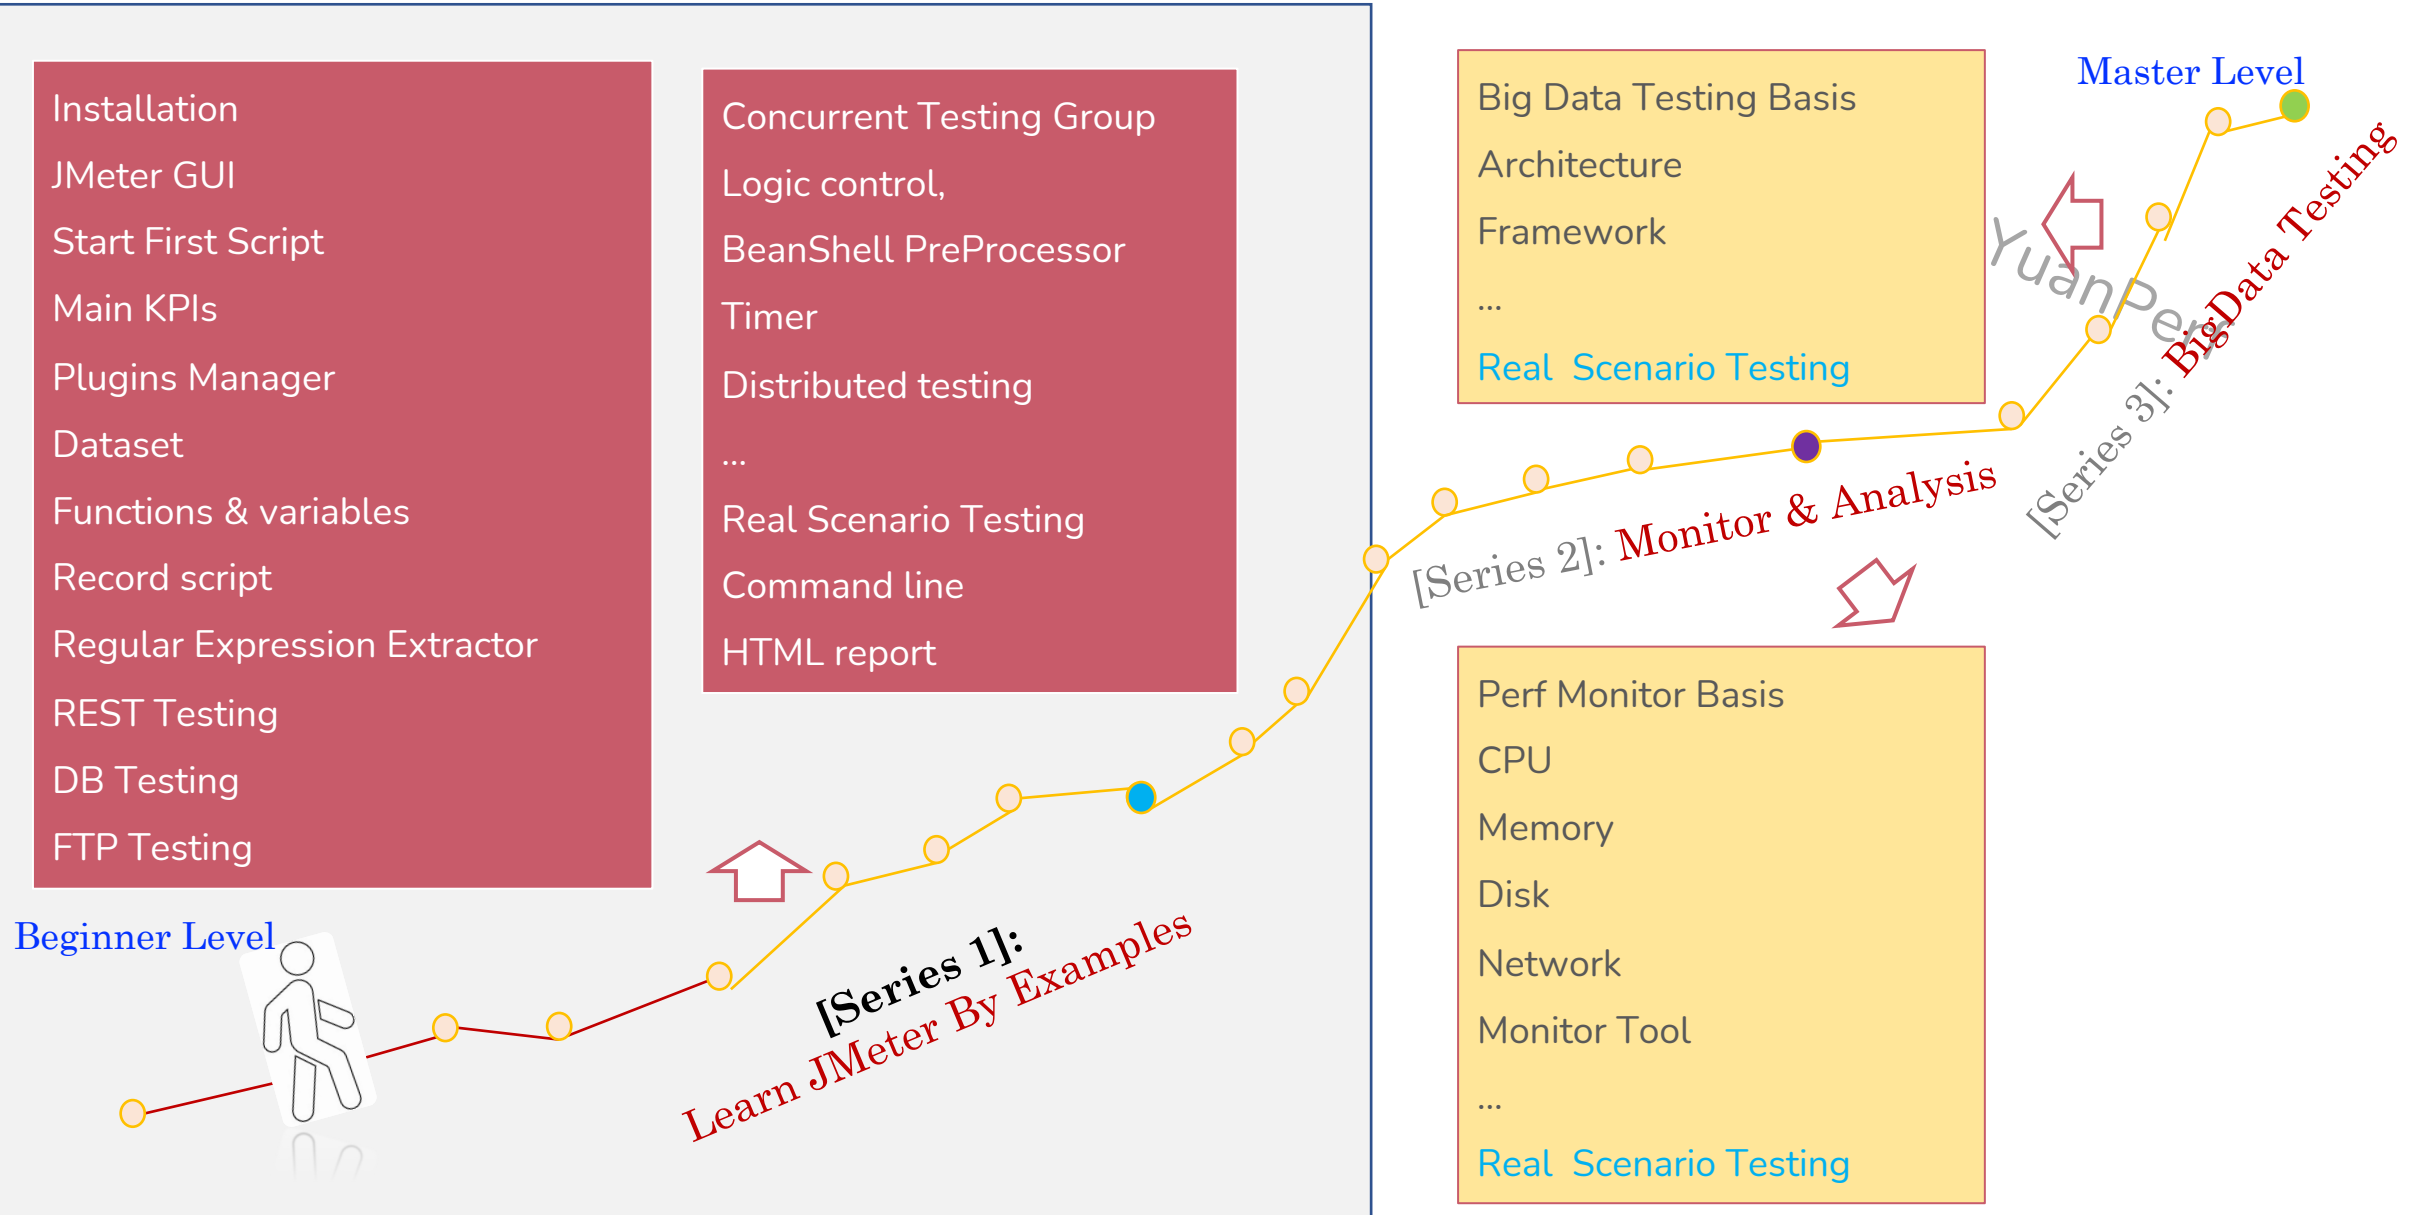 Installation
JMeter GUI
Start First Script
Main KPIs
Plugins Manager
Dataset
Functions & variables
Record script
Regular Expression Extractor
REST Testing
DB Testing
FTP Testing
Concurrent Testing Group
Logic control,
BeanShell PreProcessor
Timer
Distributed testing
...
Real Scenario Testing
Command line
HTML report
Beginner Level
[Series 1]:
Learn JMeter By Examples
Big Data Testing Basis
Architecture
Framework
...
Real  Scenario Testing
Master Level
YuanPerf
[Series 3]: BigData Testing
[Series 2]: Monitor & Analysis
Perf Monitor Basis
CPU
Memory
Disk
Network
Monitor Tool
...
Real  Scenario Testing